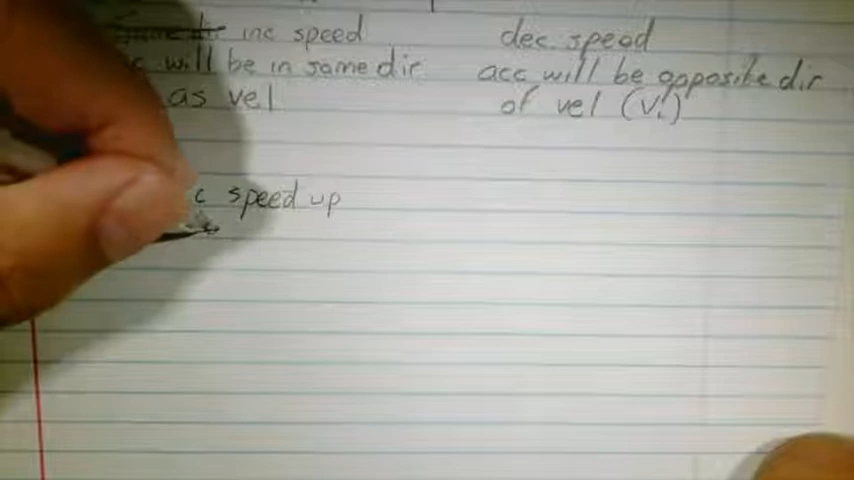 inc speed
will be in same dir
as vel
dec. speed
acc will be opposite dir
of vel (v.)
c speed up